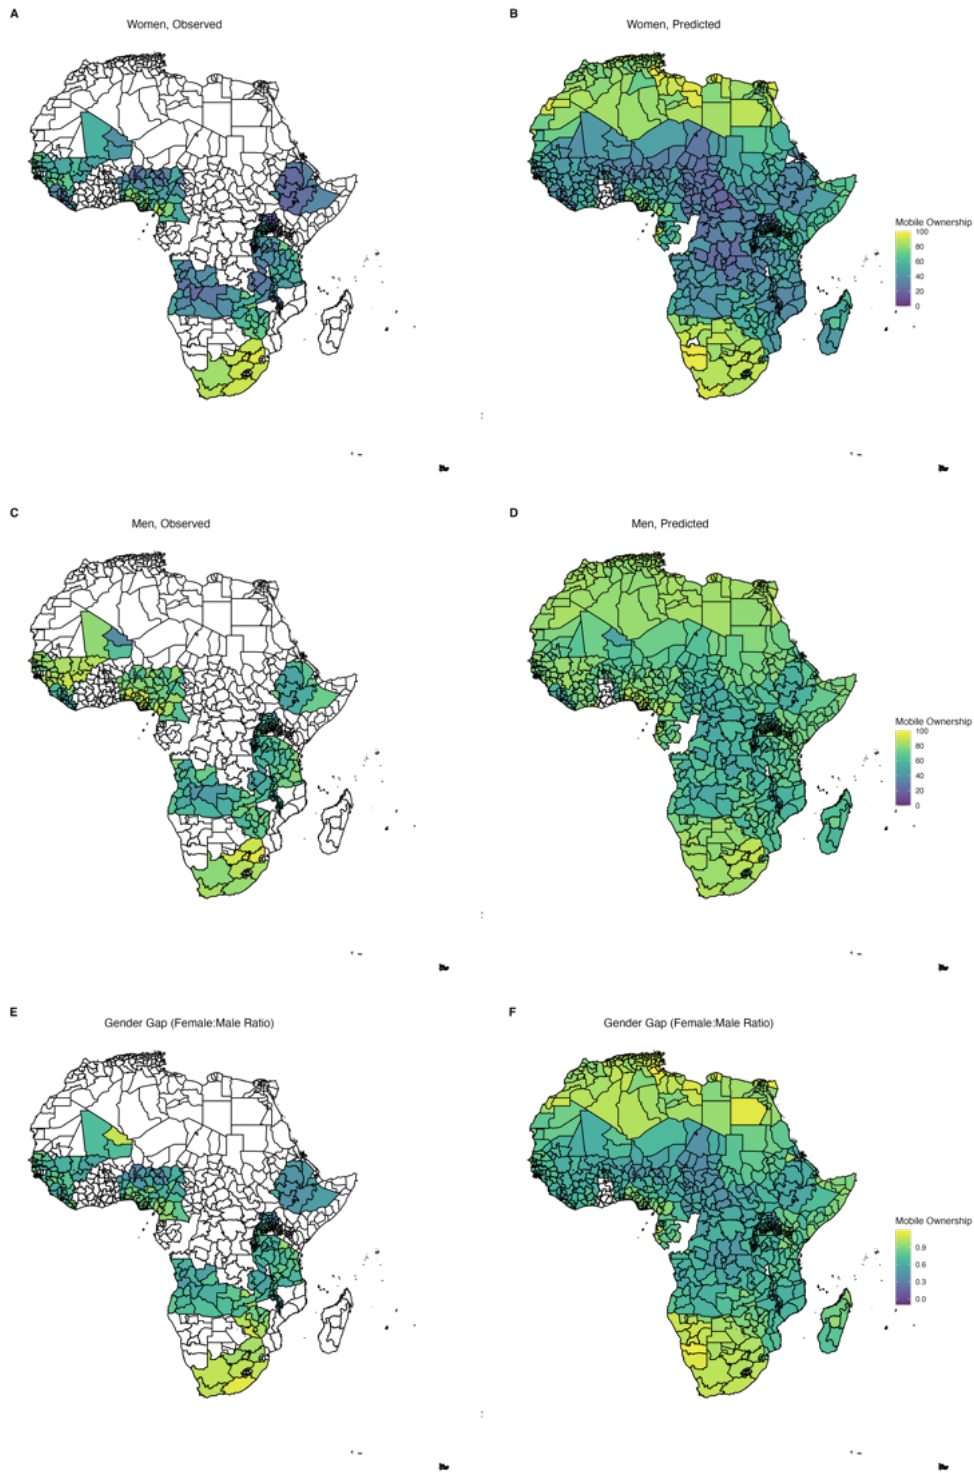 A
Women, Observed
B
Women, Predicted
Mobile Ownership
100
80
60
40
20
0
C
Men, Observed
D
Men, Predicted
Mobile Ownership
100
80
60
40
20
0
E
Gender Gap (Female:Male Ratio)
F
Gender Gap (Female:Male Ratio)
Mobile Ownership
0.9
0.6
0.3
0.0